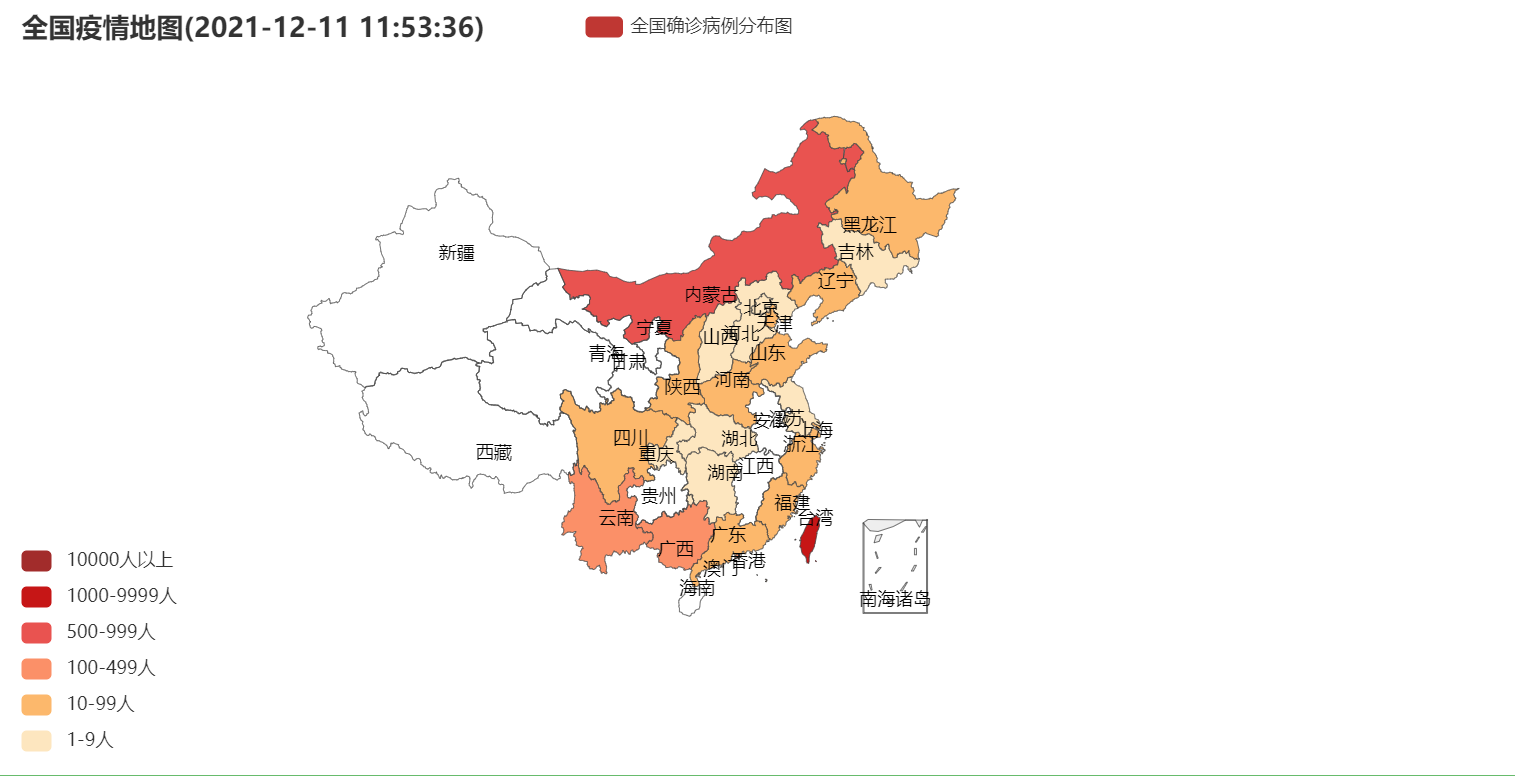 全国疫情地图(2021-12-11 11:53:36)
全国确诊病例分布图
黑龙江
吉林
新疆
辽宁
内蒙古
北京
天津
宁夏
山西
河北
青海
甘肃
山东
河南
陕西
安徽
江苏
上海
四川
湖北
浙江
重庆
西藏
湖南
江西
贵州
福建
云南
台湾
广东
广西
香港
澳门
海南
南海诸岛
10000人以上
1000-9999人
500-999人
100-499人
10-99人
1-9人